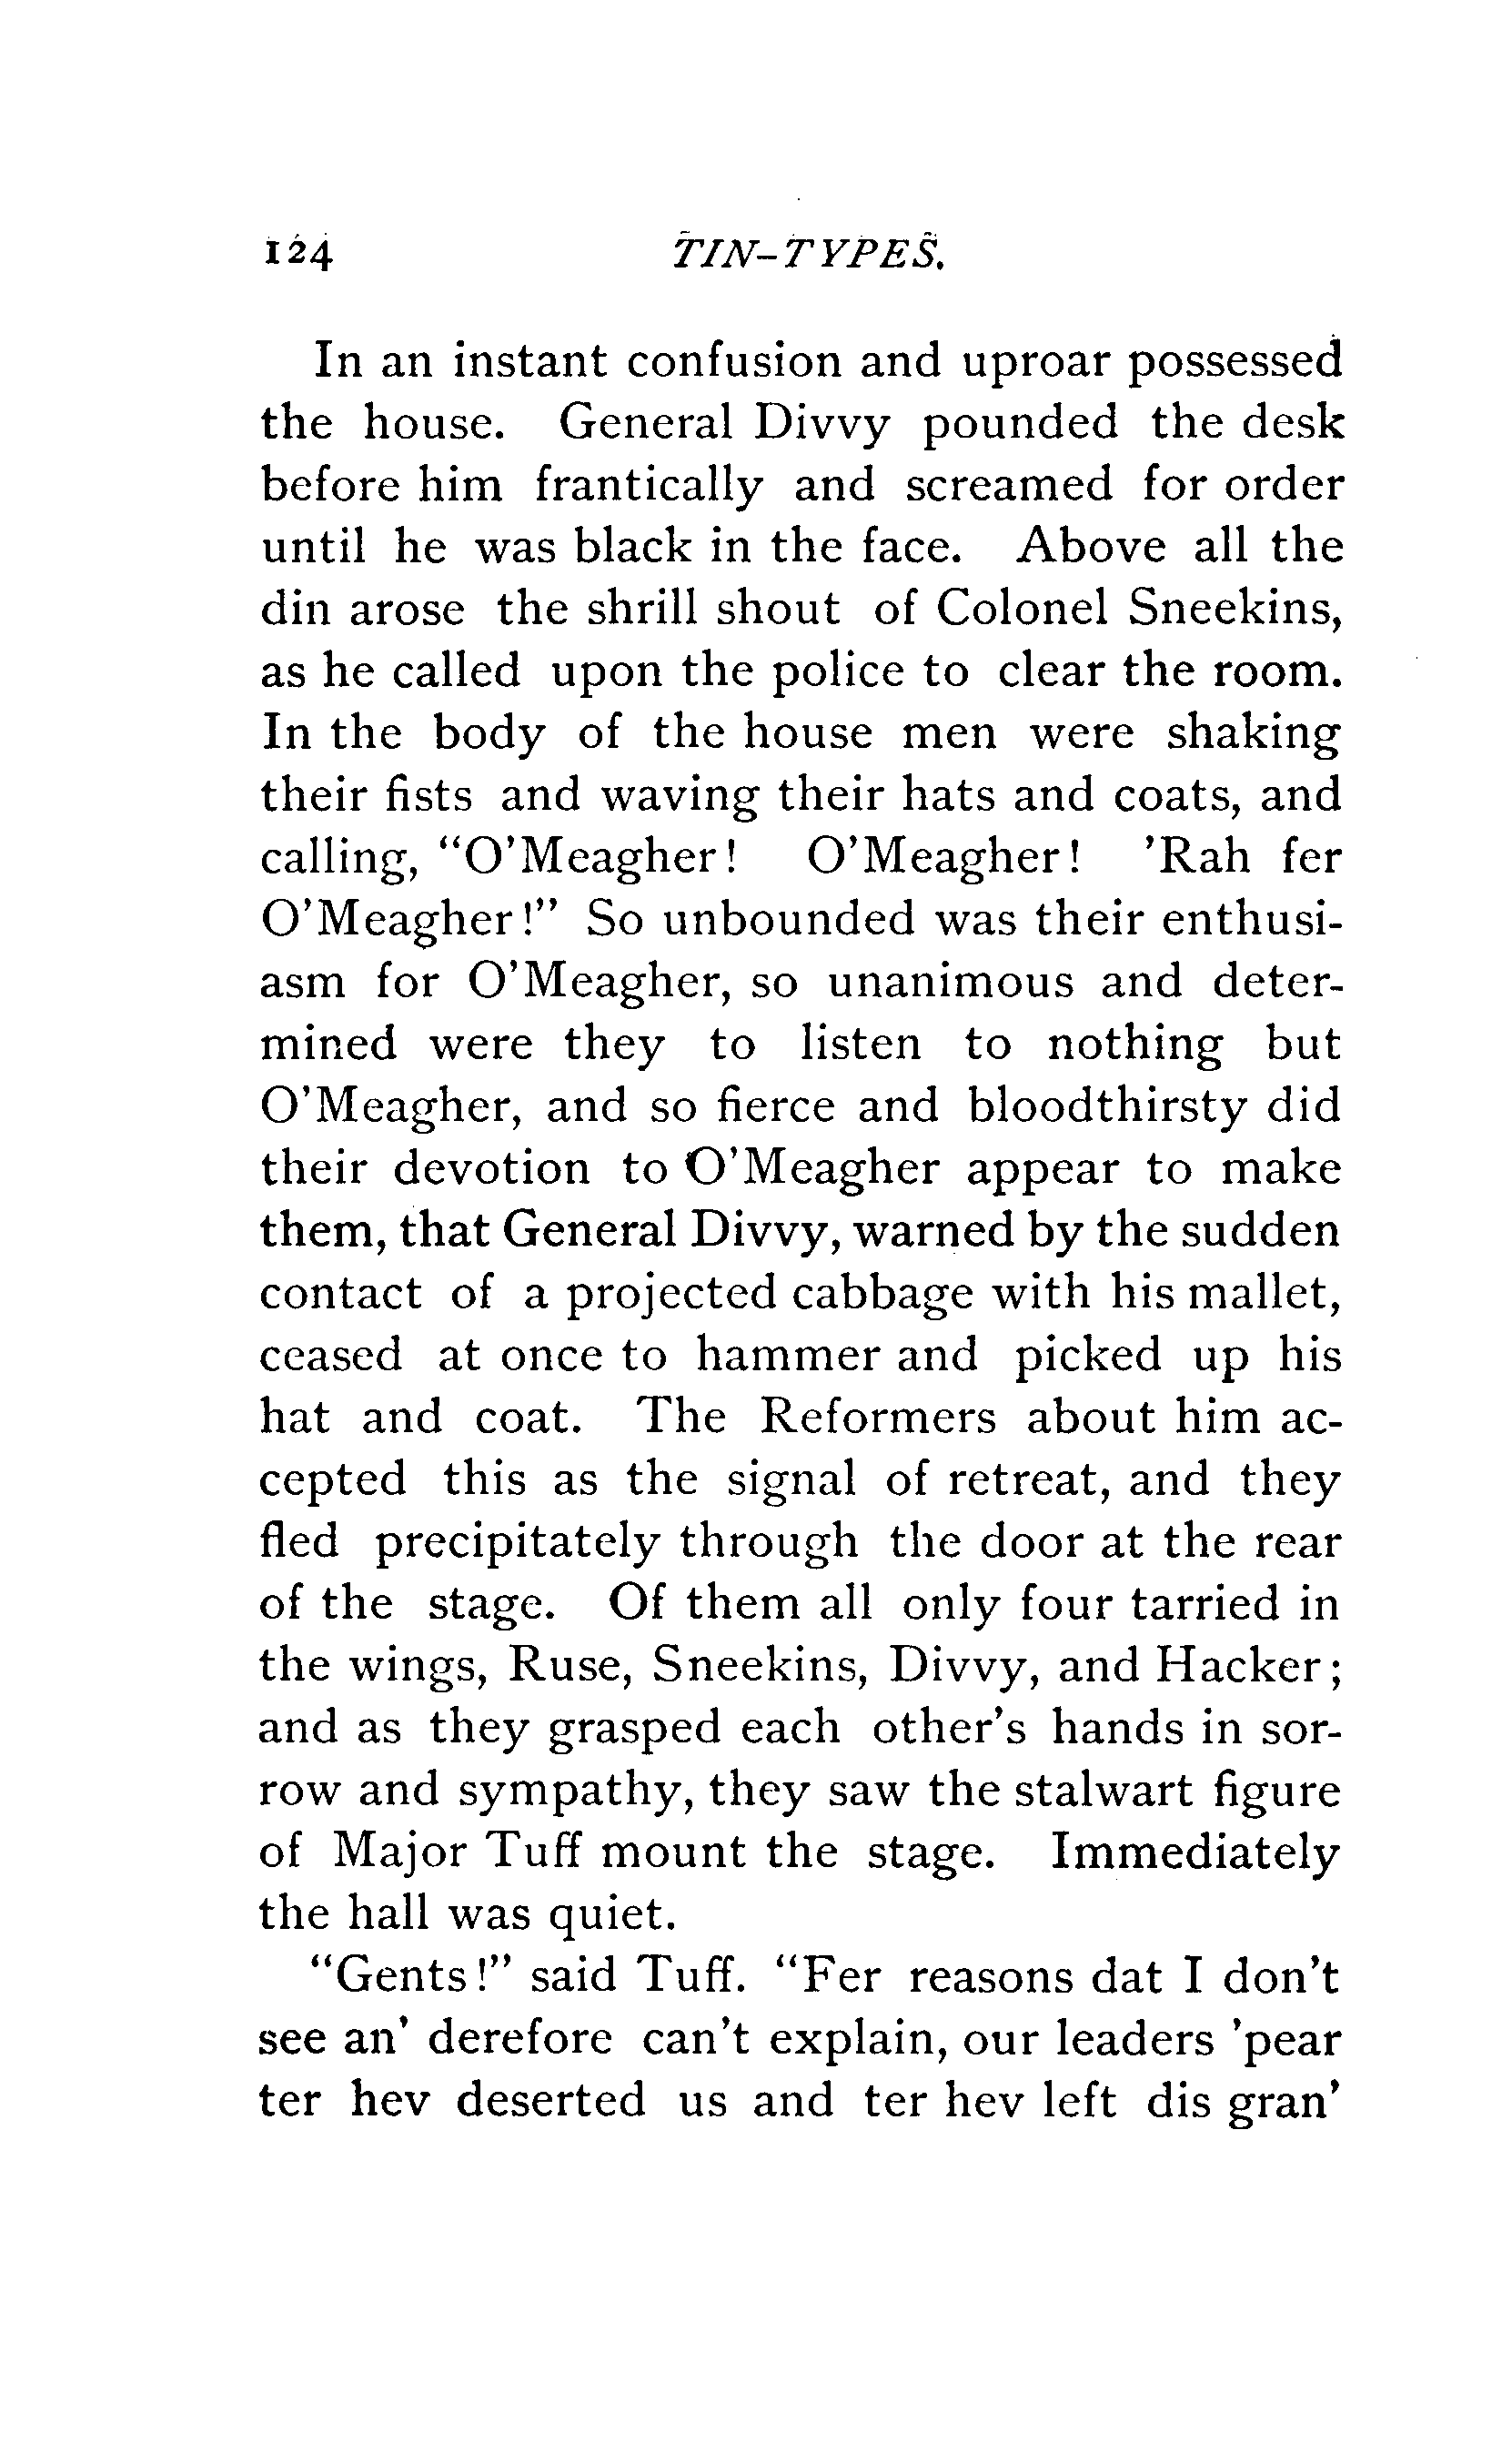 124 TIN-TYPES.
In an instant confusion and uproar possessed
the house. General Divvy pounded the desk
before him frantically and screamed for order
until he was black in the face. Above all the
din arose the shrill shout of Colonel Sneekins,
as he called upon the police to clear the room.
In the body of the house men were shaking
their fists and waving their hats and coats, and
calling, "O'Meagher! O'Meagher! 'Rah fer
O'Meagher!" So unbounded was their enthusi-
asm for O'Meagher, so unanimous and deter-
mined were they to listen to nothing but
O'Meagher, and so fierce and bloodthirsty did
their devotion to O'Meagher appear to make
them, that General Divvy, warned by the sudden
contact of a projected cabbage with his mallet,
ceased at once to hammer and picked up his
hat and coat. The Reformers about him ac-
cepted this as the signal of retreat, and they
fled precipitately through the door at the rear
of the stage. Of them all only four tarried in
the wings, Ruse, Sneekins, Divvy, and Hacker;
and as they grasped each other's hands in sor-
row and sympathy, they saw the stalwart figure
of Major Tuff mount the stage. Immediately
the hall was quiet.
"Gents!" said Tuff. "Fer reasons dat I don't
see an' derefore can't explain, our leaders 'pear
ter hev deserted us and ter hev left dis gran'